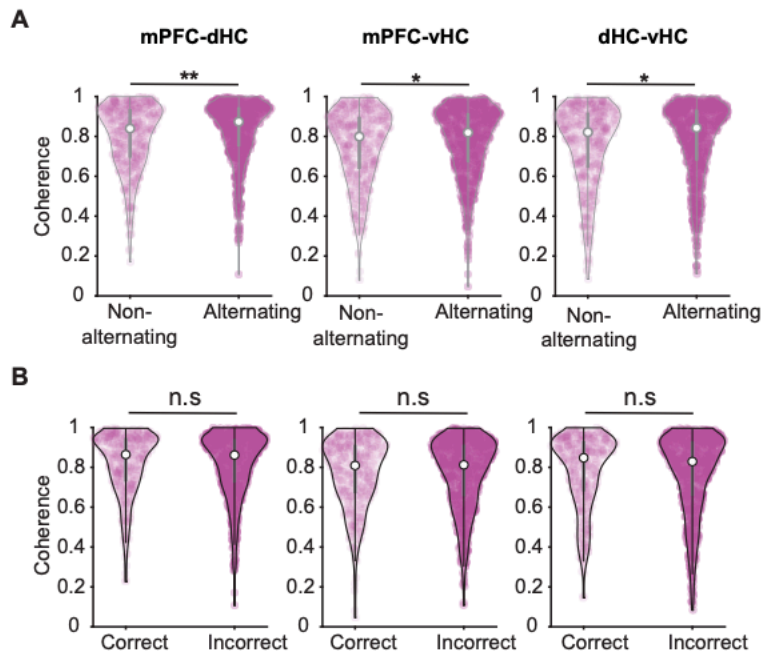 A
mPFC-dHC mPFC-vHC dHC-vHC
** * *
Coherence
1 1 1
0.8 0.8 0.8
0.6 0.6 0.6
0.4 0.4 0.4
0.2 0.2 0.2
0 0 0
Non-alternating Alternating Non-alternating Alternating Non-alternating Alternating
B
n.s n.s n.s
Coherence
1 1 1
0.8 0.8 0.8
0.6 0.6 0.6
0.4 0.4 0.4
0.2 0.2 0.2
0 0 0
Correct Incorrect Correct Incorrect Correct Incorrect